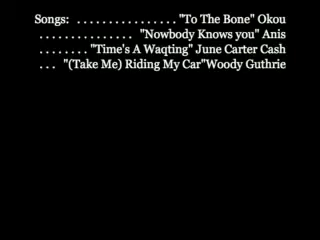 Songs: . . . . . . . . . . . . . . . . "To The Bone" Okou
. . . . . . . . . . . . . . . "Nowbody Knows you" Anis
. . . . . . . . "Time's A Waqting" June Carter Cash
. . . "(Take Me) Riding My Car"Woody Guthrie